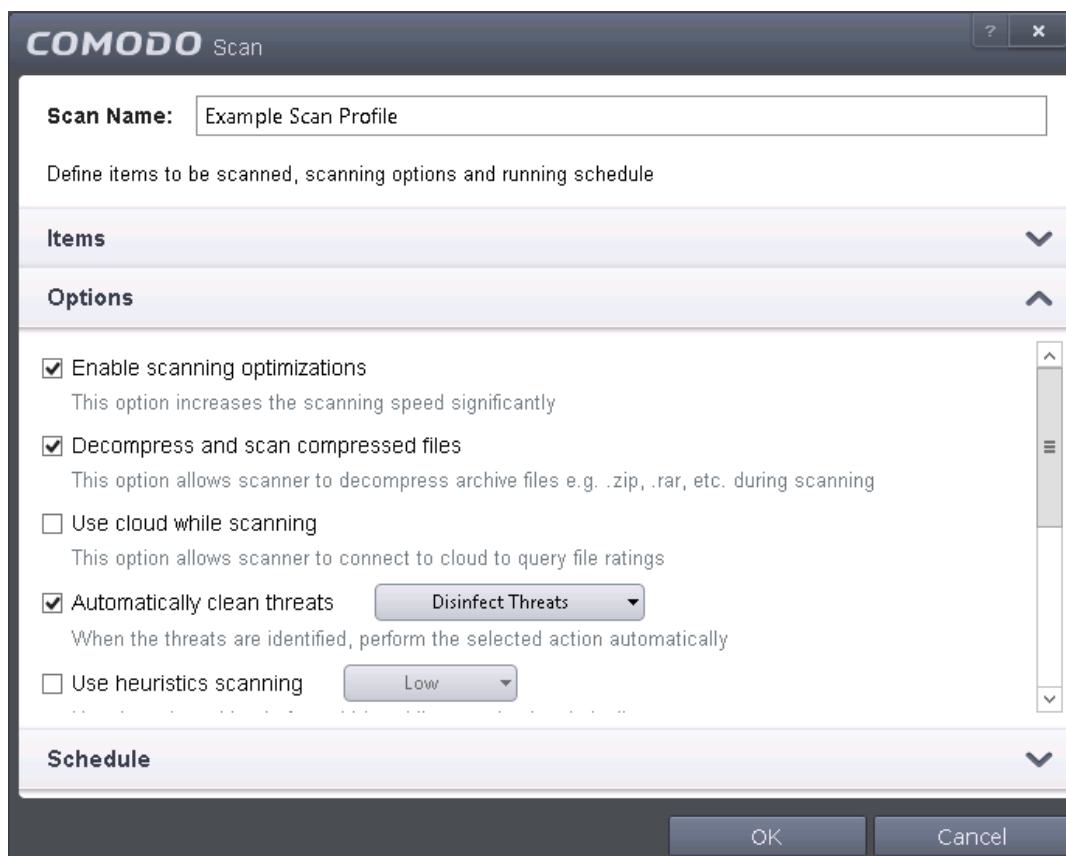 COMODO Scan
?
x
Scan Name: Example Scan Profile
Define items to be scanned, scanning options and running schedule
Items
Options
Enable scanning optimizations
This option increases the scanning speed significantly
Decompress and scan compressed files
This option allows scanner to decompress archive files e.g. .zip, .rar, etc. during scanning
Use cloud while scanning
This option allows scanner to connect to cloud to query file ratings
Automatically clean threats Disinfect Threats
When the threats are identified, perform the selected action automatically
Use heuristics scanning Low
Schedule
OK Cancel